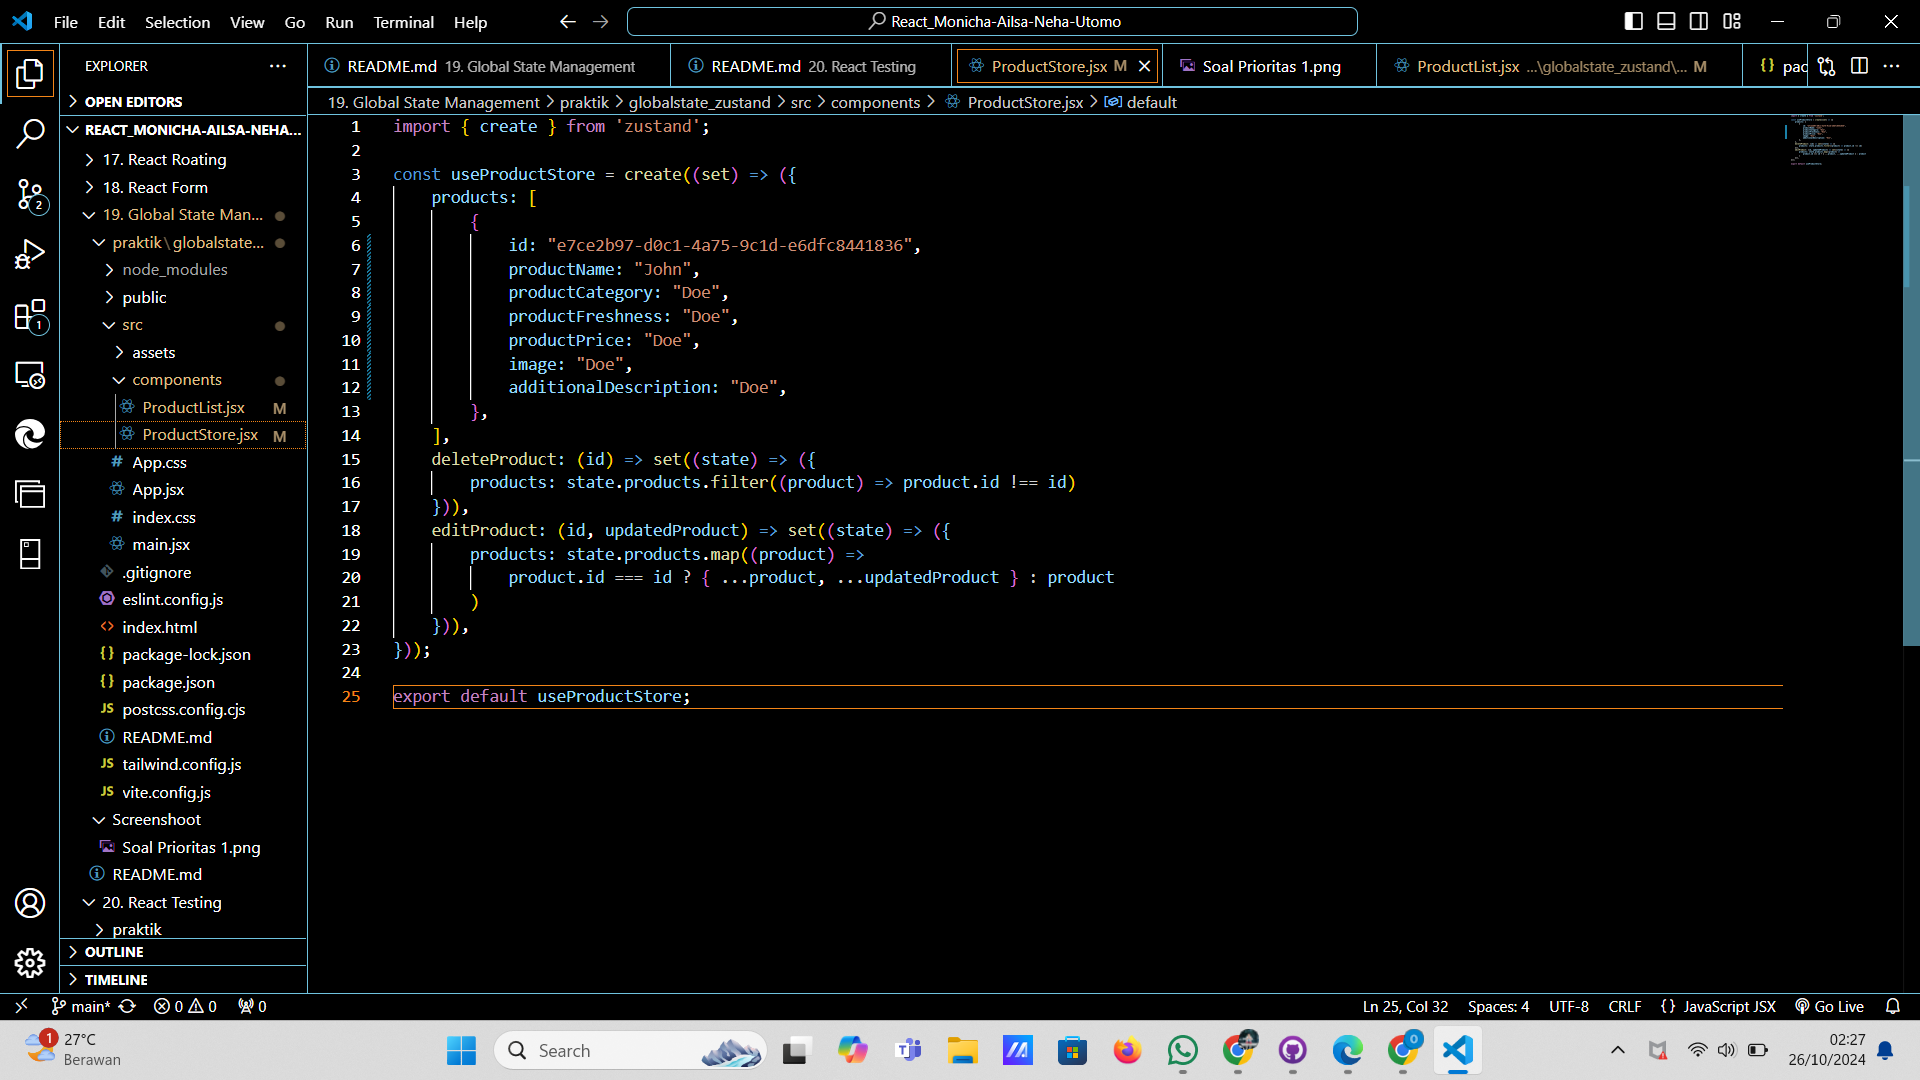 File Edit Selection View Go Run Terminal Help
React_Monicha-Ailsa-Neha-Utomo
EXPLORER
README.md 19. Global State Management
README.md 20. React Testing
ProductStore.jsx M
Soal Prioritas 1.png
ProductList.jsx ...\globalstate_zustand\... M
{} pac
19. Global State Management > praktik > globalstate_zustand > src > components > ProductStore.jsx > default
OPEN EDITORS
REACT_MONICHA-AILSA-NEHA...
17. React Roating
18. React Form
19. Global State Man...
praktik\globalstate...
node_modules
public
src
assets
components
ProductList.jsx M
ProductStore.jsx M
# App.css
App.jsx
# index.css
main.jsx
.gitignore
eslint.config.js
<> index.html
{} package-lock.json
{} package.json
JS postcss.config.cjs
README.md
JS tailwind.config.js
JS vite.config.js
Screenshoot
Soal Prioritas 1.png
README.md
20. React Testing
praktik
OUTLINE
TIMELINE
2
1
1 import { create } from 'zustand';
2
3 const useProductStore = create((set) => ({
4 products: [
5 {
6 id: "e7ce2b97-d0c1-4a75-9c1d-e6dfc8441836",
7 productName: "John",
8 productCategory: "Doe",
9 productFreshness: "Doe",
10 productPrice: "Doe",
11 image: "Doe",
12 additionalDescription: "Doe",
13 },
14 ],
15 deleteProduct: (id) => set((state) => ({
16 products: state.products.filter((product) => product.id !== id)
17 })),
18 editProduct: (id, updatedProduct) => set((state) => ({
19 products: state.products.map((product) =>
20 product.id === id ? { ...product, ...updatedProduct } : product
21 )
22 })),
23 }));
24
25 export default useProductStore;
main* 0 0 0
Ln 25, Col 32 Spaces: 4 UTF-8 CRLF {} JavaScript JSX Go Live
1
27°C
Berawan
Search
0
02:27
26/10/2024